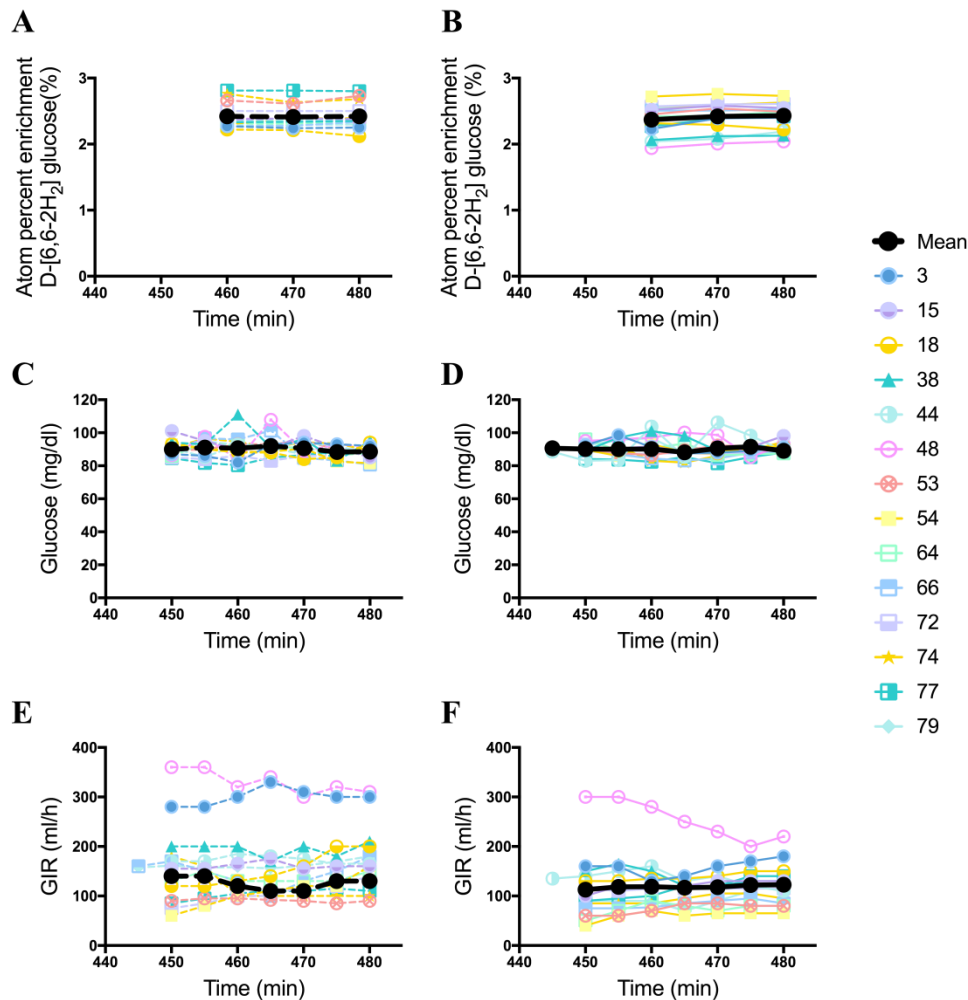 A
Atom percent enrichment
D-[6,6-2H2] glucose(%)
3
2
1
0
440 450 460 470 480
Time (min)
B
Atom percent enrichment
D-[6,6-2H2] glucose (%)
3
2
1
0
440 450 460 470 480
Time (min)
C
Glucose (mg/dl)
120
100
80
60
40
20
0
440 450 460 470 480
Time (min)
D
Glucose (mg/dl)
120
100
80
60
40
20
0
440 450 460 470 480
Time (min)
E
GIR (ml/h)
400
300
200
100
0
440 450 460 470 480
Time (min)
F
GIR (ml/h)
400
300
200
100
0
440 450 460 470 480
Time (min)
Mean
3
15
18
38
44
48
53
54
64
66
72
74
77
79